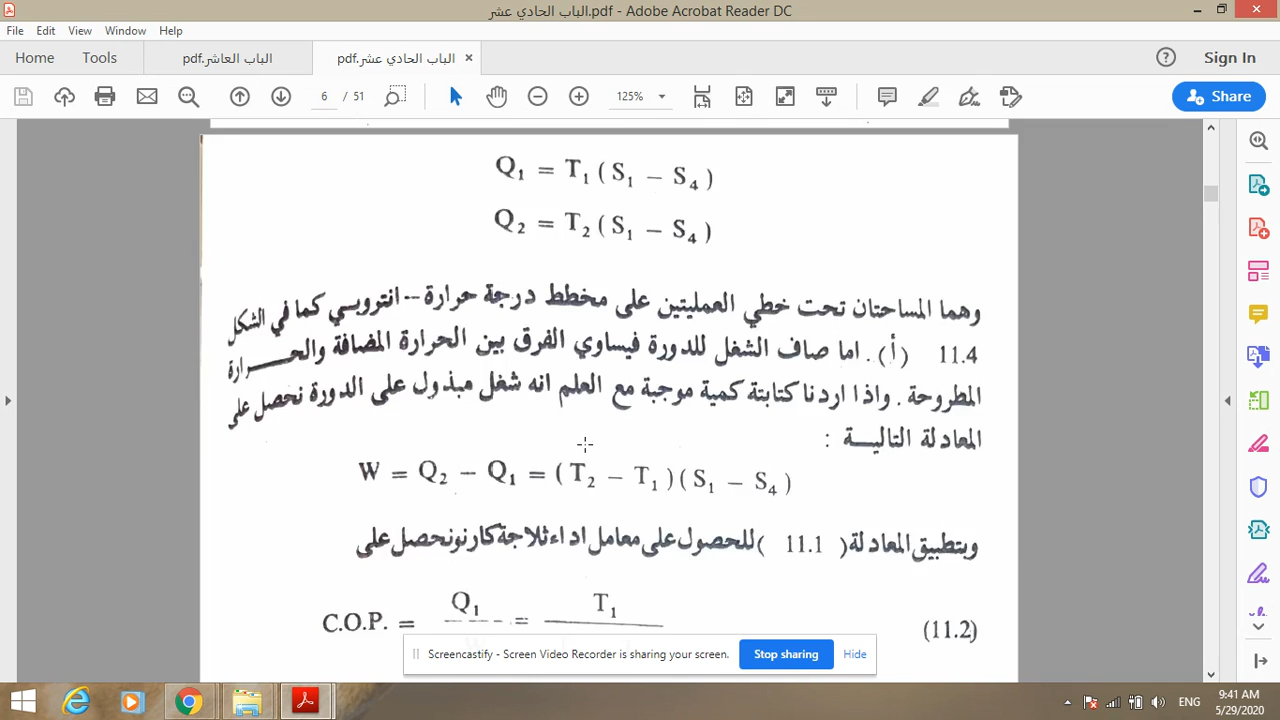 الباب الحادي عشر.pdf - Adobe Acrobat Reader DC
File Edit View Window Help
Home Tools الباب العاشر.pdf الباب الحادي عشر.pdf × Sign In
6 / 51 125% Share
Q₁ = T₁ ( S₁ − S₄ )
Q₂ = T₂ ( S₁ − S₄ )
وهما المساحتان تحت خطي العمليتين على مخطط درجة حرارة -- انتروبسي كما في الشكل
11.4 (أ). اما صاف الشغل للدورة فيساوي الفرق بين الحرارة المضافة والحرارة
المطروحة. واذا اردنا كتابتة كمية موجبة مع العلم انه شغل مبذول على الدورة نحصل على
المعادلة التالية :
W = Q₂ − Q₁ = ( T₂ − T₁ ) ( S₁ − S₄ )
وبتطبيق المعادلة ( 11.1 ) للحصول على معامل اداء ثلاجة كارنو نحصل على
C.O.P. = Q₁ = T₁ (11.2)
Screencastify - Screen Video Recorder is sharing your screen. Stop sharing Hide
ENG 9:41 AM
5/29/2020